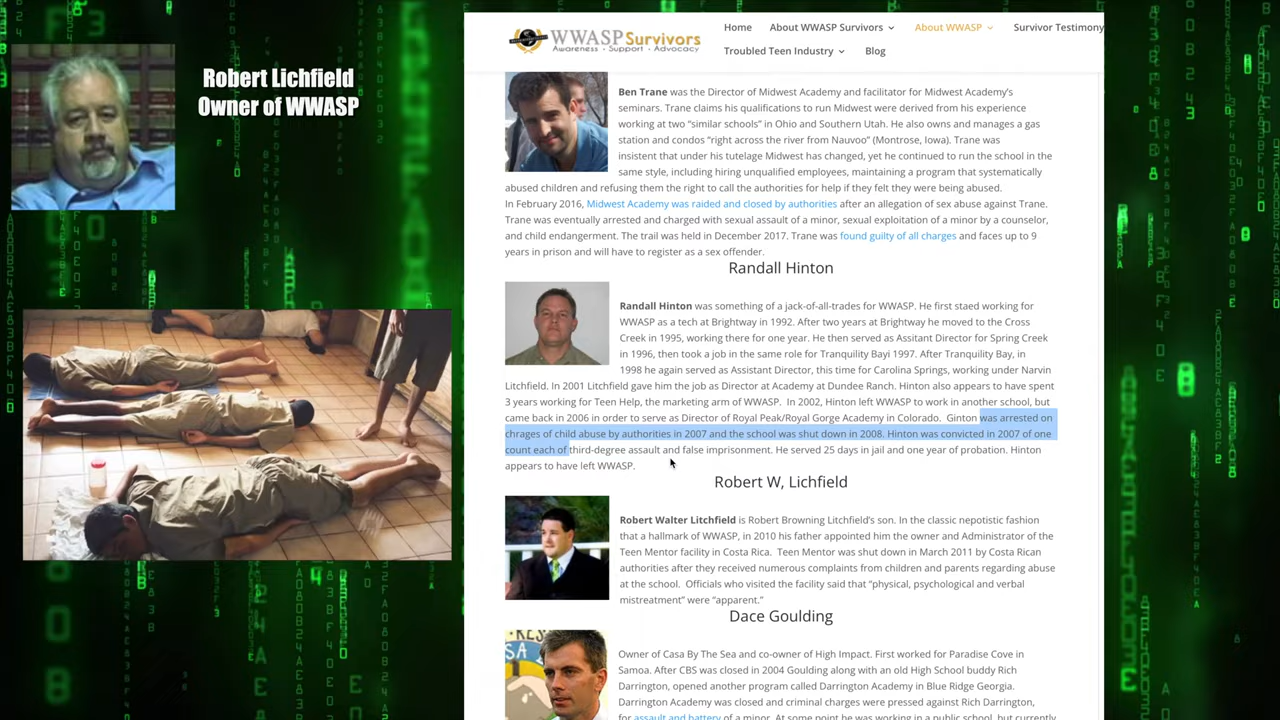 Robert Lichfield
Owner of WWASP
WWASP Survivors
Awareness • Support • Advocacy
Home About WWASP Survivors About WWASP Survivor Testimony
Troubled Teen Industry Blog
Ben Trane was the Director of Midwest Academy and facilitator for Midwest Academy's
seminars. Trane claims his qualifications to run Midwest were derived from his experience
working at two “similar schools” in Ohio and Southern Utah. He also owns and manages a gas
station and condos “right across the river from Nauvoo” (Montrose, Iowa). Trane was
insistent that under his tutelage Midwest has changed, yet he continued to run the school in the
same style, including hiring unqualified employees, maintaining a program that systematically
abused children and refusing them the right to call the authorities for help if they felt they were being abused.
In February 2016, Midwest Academy was raided and closed by authorities after an allegation of sex abuse against Trane.
Trane was eventually arrested and charged with sexual assault of a minor, sexual exploitation of a minor by a counselor,
and child endangerment. The trail was held in December 2017. Trane was found guilty of all charges and faces up to 9
years in prison and will have to register as a sex offender.
Randall Hinton
Randall Hinton was something of a jack-of-all-trades for WWASP. He first staed working for
WWASP as a tech at Brightway in 1992. After two years at Brightway he moved to the Cross
Creek in 1995, working there for one year. He then served as Assitant Director for Spring Creek
in 1996, then took a job in the same role for Tranquility Bayi 1997. After Tranquility Bay, in
1998 he again served as Assistant Director, this time for Carolina Springs, working under Narvin
Litchfield. In 2001 Litchfield gave him the job as Director at Academy at Dundee Ranch. Hinton also appears to have spent
3 years working for Teen Help, the marketing arm of WWASP. In 2002, Hinton left WWASP to work in another school, but
came back in 2006 in order to serve as Director of Royal Peak/Royal Gorge Academy in Colorado. Ginton was arrested on
chrages of child abuse by authorities in 2007 and the school was shut down in 2008. Hinton was convicted in 2007 of one
count each of third-degree assault and false imprisonment. He served 25 days in jail and one year of probation. Hinton
appears to have left WWASP.
Robert W, Lichfield
Robert Walter Litchfield is Robert Browning Litchfield's son. In the classic nepotistic fashion
that a hallmark of WWASP, in 2010 his father appointed him the owner and Administrator of the
Teen Mentor facility in Costa Rica. Teen Mentor was shut down in March 2011 by Costa Rican
authorities after they received numerous complaints from children and parents regarding abuse
at the school. Officials who visited the facility said that “physical, psychological and verbal
mistreatment” were “apparent.”
Dace Goulding
Owner of Casa By The Sea and co-owner of High Impact. First worked for Paradise Cove in
Samoa. After CBS was closed in 2004 Goulding along with an old High School buddy Rich
Darrington, opened another program called Darrington Academy in Blue Ridge Georgia.
Darrington Academy was closed and criminal charges were pressed against Rich Darrington,
for assault and battery of a minor. At some point he was working in a public school, but currently